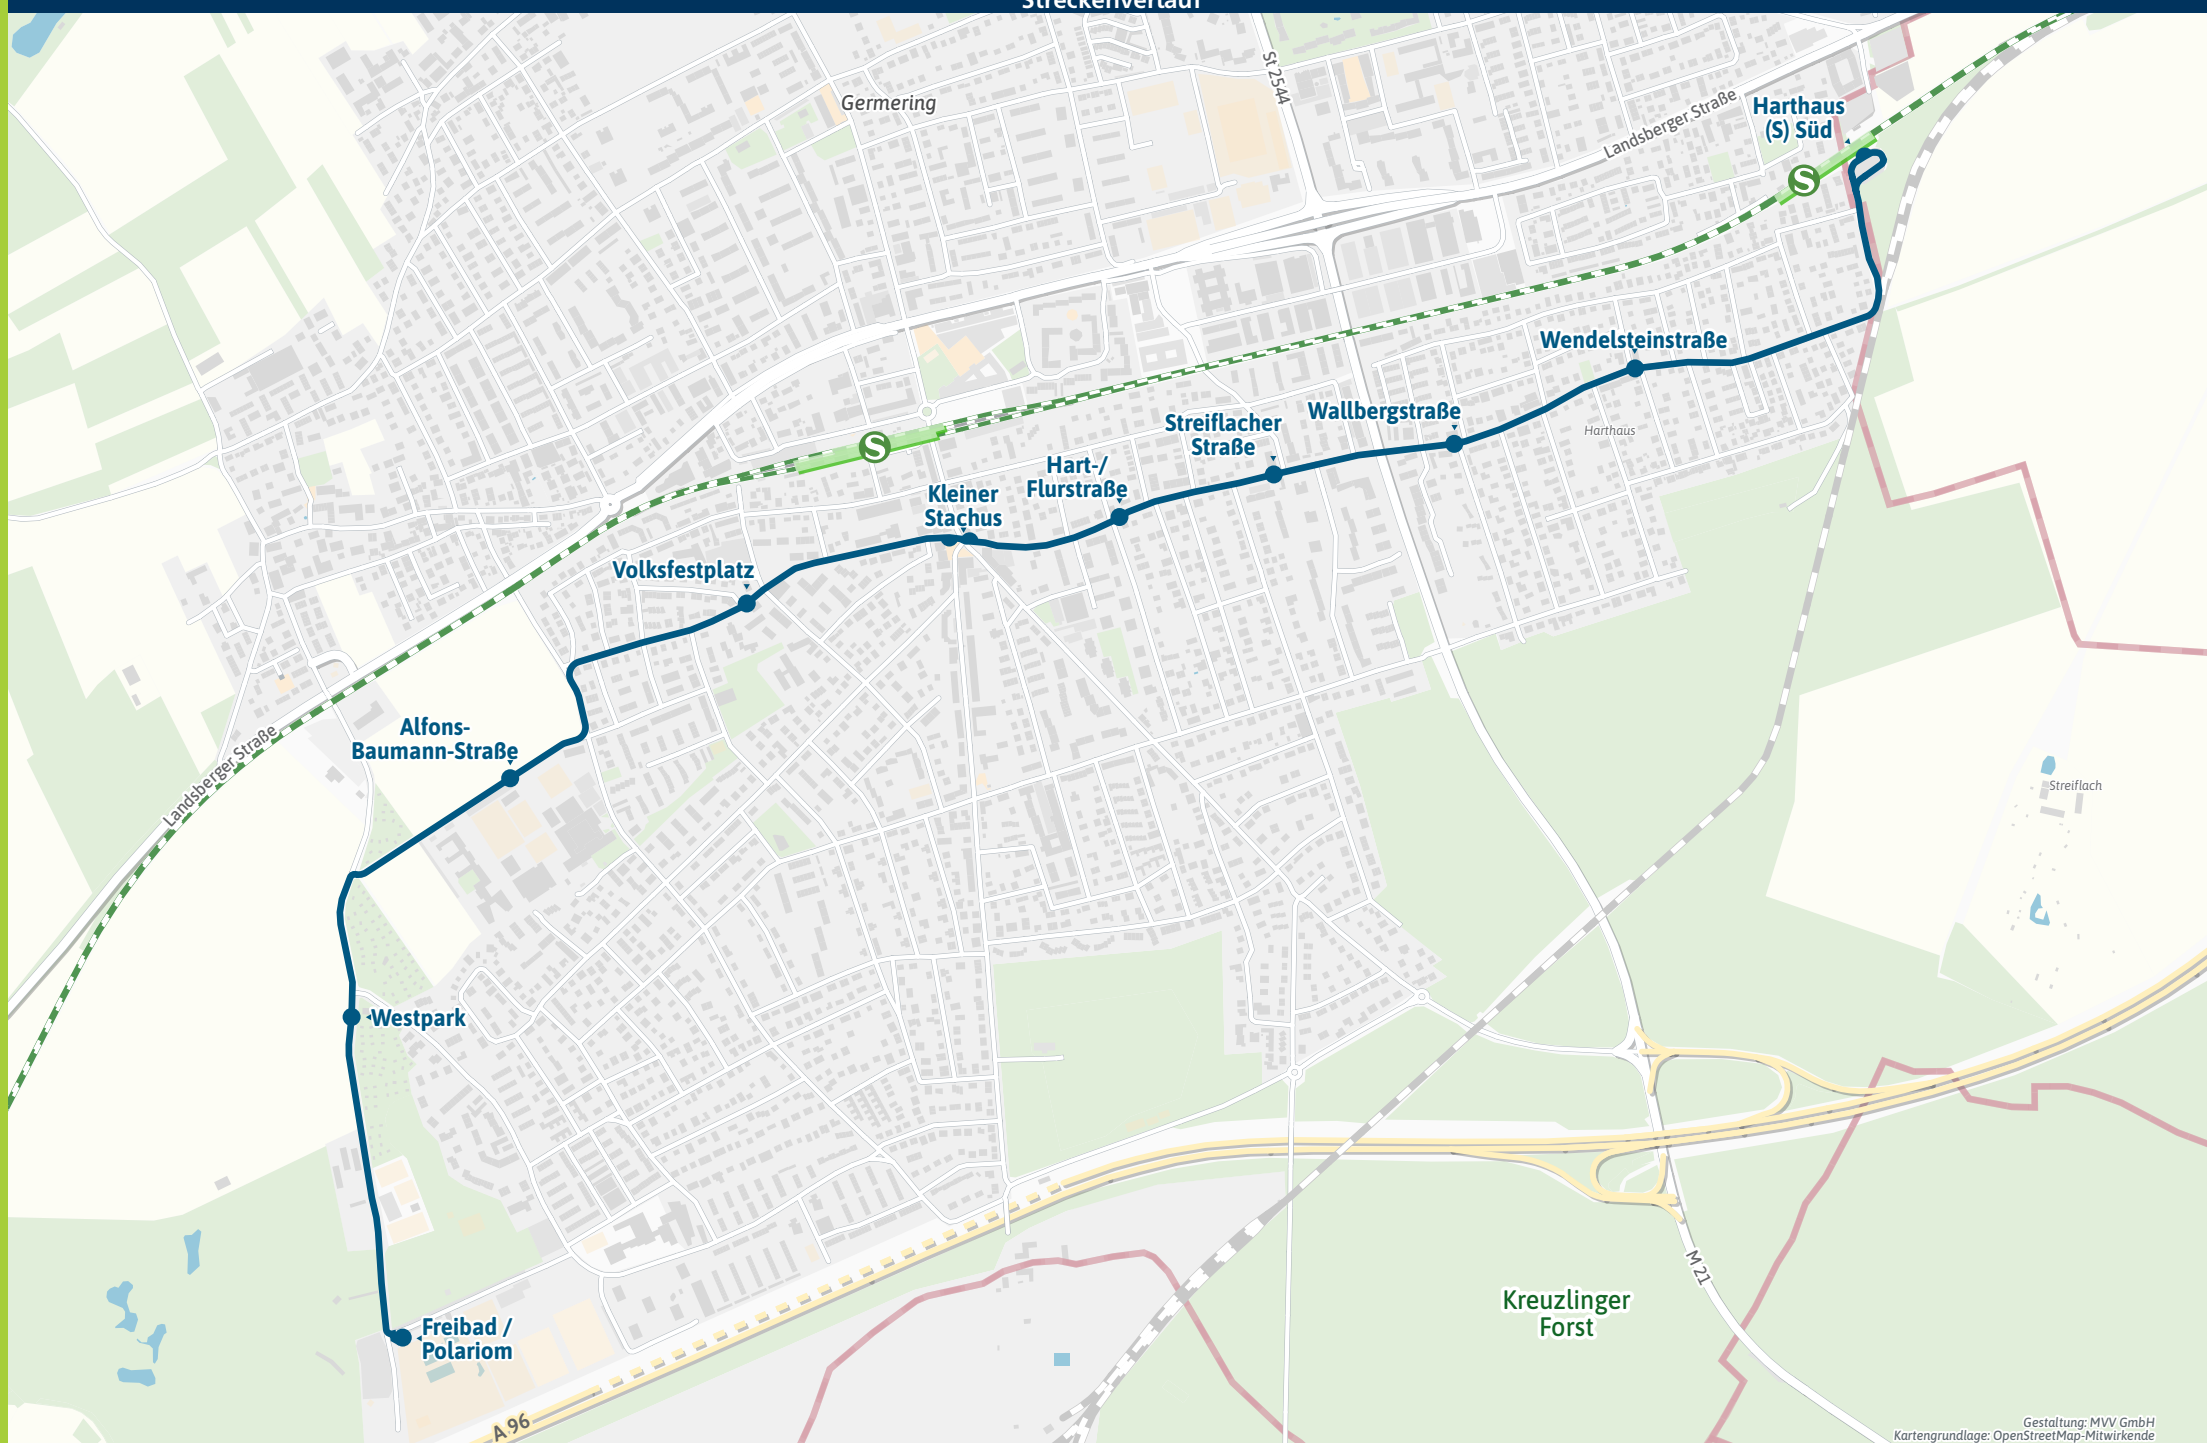 Streckenverlauf
St 2544
Germering
Landsberger Straße
Harthaus
(S) Süd
S
Wendelsteinstraße
Wallbergstraße
Streiflacher
Straße
Harthaus
S
Hart-/
Flurstraße
Kleiner
Stachus
Volksfestplatz
Alfons-
Baumann-Straße
Landsberger Straße
Streiflach
Westpark
M 21
Kreuzlinger
Forst
Freibad /
Polariom
A 96
Gestaltung: MVV GmbH
Kartengrundlage: OpenStreetMap-Mitwirkende